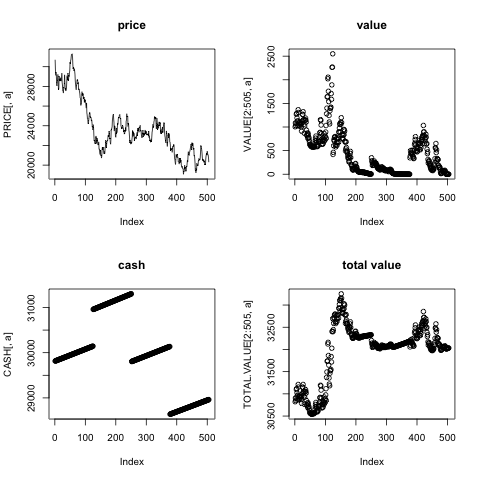 price
PRICE[, a]
20000 24000 28000
0 100 200 300 400 500
Index
value
VALUE[2:505, a]
0 500 1500 2500
0 100 200 300 400 500
Index
cash
CASH[, a]
29000 30000 31000
0 100 200 300 400 500
Index
total value
TOTAL.VALUE[2:505, a]
30500 31500 32500
0 100 200 300 400 500
Index